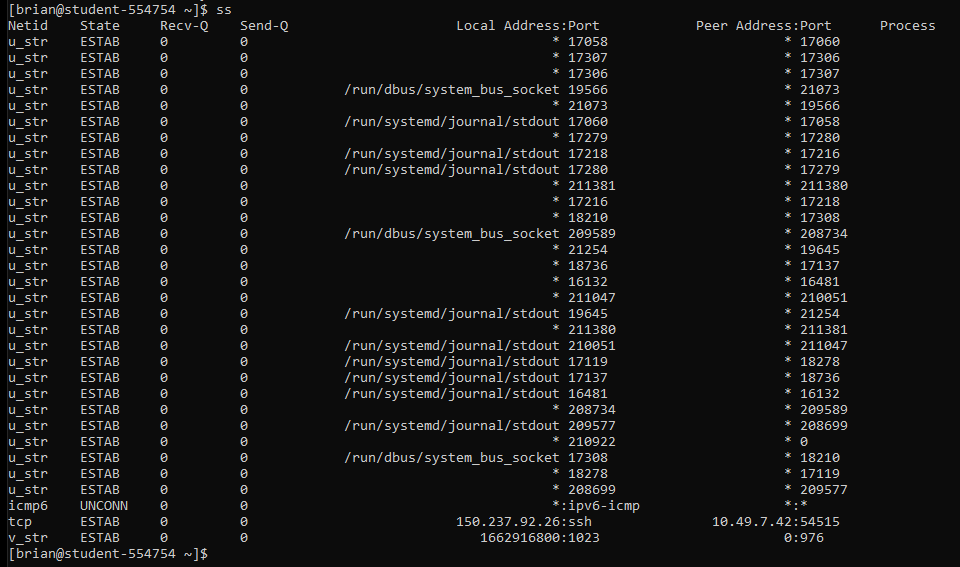 [brian@student-554754 ~]$ ss
Netid State Recv-Q Send-Q Local Address:Port Peer Address:Port Process
u_str ESTAB 0 0 * 17058 * 17060
u_str ESTAB 0 0 * 17307 * 17306
u_str ESTAB 0 0 * 17306 * 17307
u_str ESTAB 0 0 /run/dbus/system_bus_socket 19566 * 21073
u_str ESTAB 0 0 * 21073 * 19566
u_str ESTAB 0 0 /run/systemd/journal/stdout 17060 * 17058
u_str ESTAB 0 0 * 17279 * 17280
u_str ESTAB 0 0 /run/systemd/journal/stdout 17218 * 17216
u_str ESTAB 0 0 /run/systemd/journal/stdout 17280 * 17279
u_str ESTAB 0 0 * 211381 * 211380
u_str ESTAB 0 0 * 17216 * 17218
u_str ESTAB 0 0 * 18210 * 17308
u_str ESTAB 0 0 /run/dbus/system_bus_socket 209589 * 208734
u_str ESTAB 0 0 * 21254 * 19645
u_str ESTAB 0 0 * 18736 * 17137
u_str ESTAB 0 0 * 16132 * 16481
u_str ESTAB 0 0 * 211047 * 210051
u_str ESTAB 0 0 /run/systemd/journal/stdout 19645 * 21254
u_str ESTAB 0 0 * 211380 * 211381
u_str ESTAB 0 0 /run/systemd/journal/stdout 210051 * 211047
u_str ESTAB 0 0 /run/systemd/journal/stdout 17119 * 18278
u_str ESTAB 0 0 /run/systemd/journal/stdout 17137 * 18736
u_str ESTAB 0 0 /run/systemd/journal/stdout 16481 * 16132
u_str ESTAB 0 0 * 208734 * 209589
u_str ESTAB 0 0 /run/systemd/journal/stdout 209577 * 208699
u_str ESTAB 0 0 * 210922 * 0
u_str ESTAB 0 0 /run/dbus/system_bus_socket 17308 * 18210
u_str ESTAB 0 0 * 18278 * 17119
u_str ESTAB 0 0 * 208699 * 209577
icmp6 UNCONN 0 0 *:ipv6-icmp *:*
tcp ESTAB 0 0 150.237.92.26:ssh 10.49.7.42:54515
v_str ESTAB 0 0 1662916800:1023 0:976
[brian@student-554754 ~]$